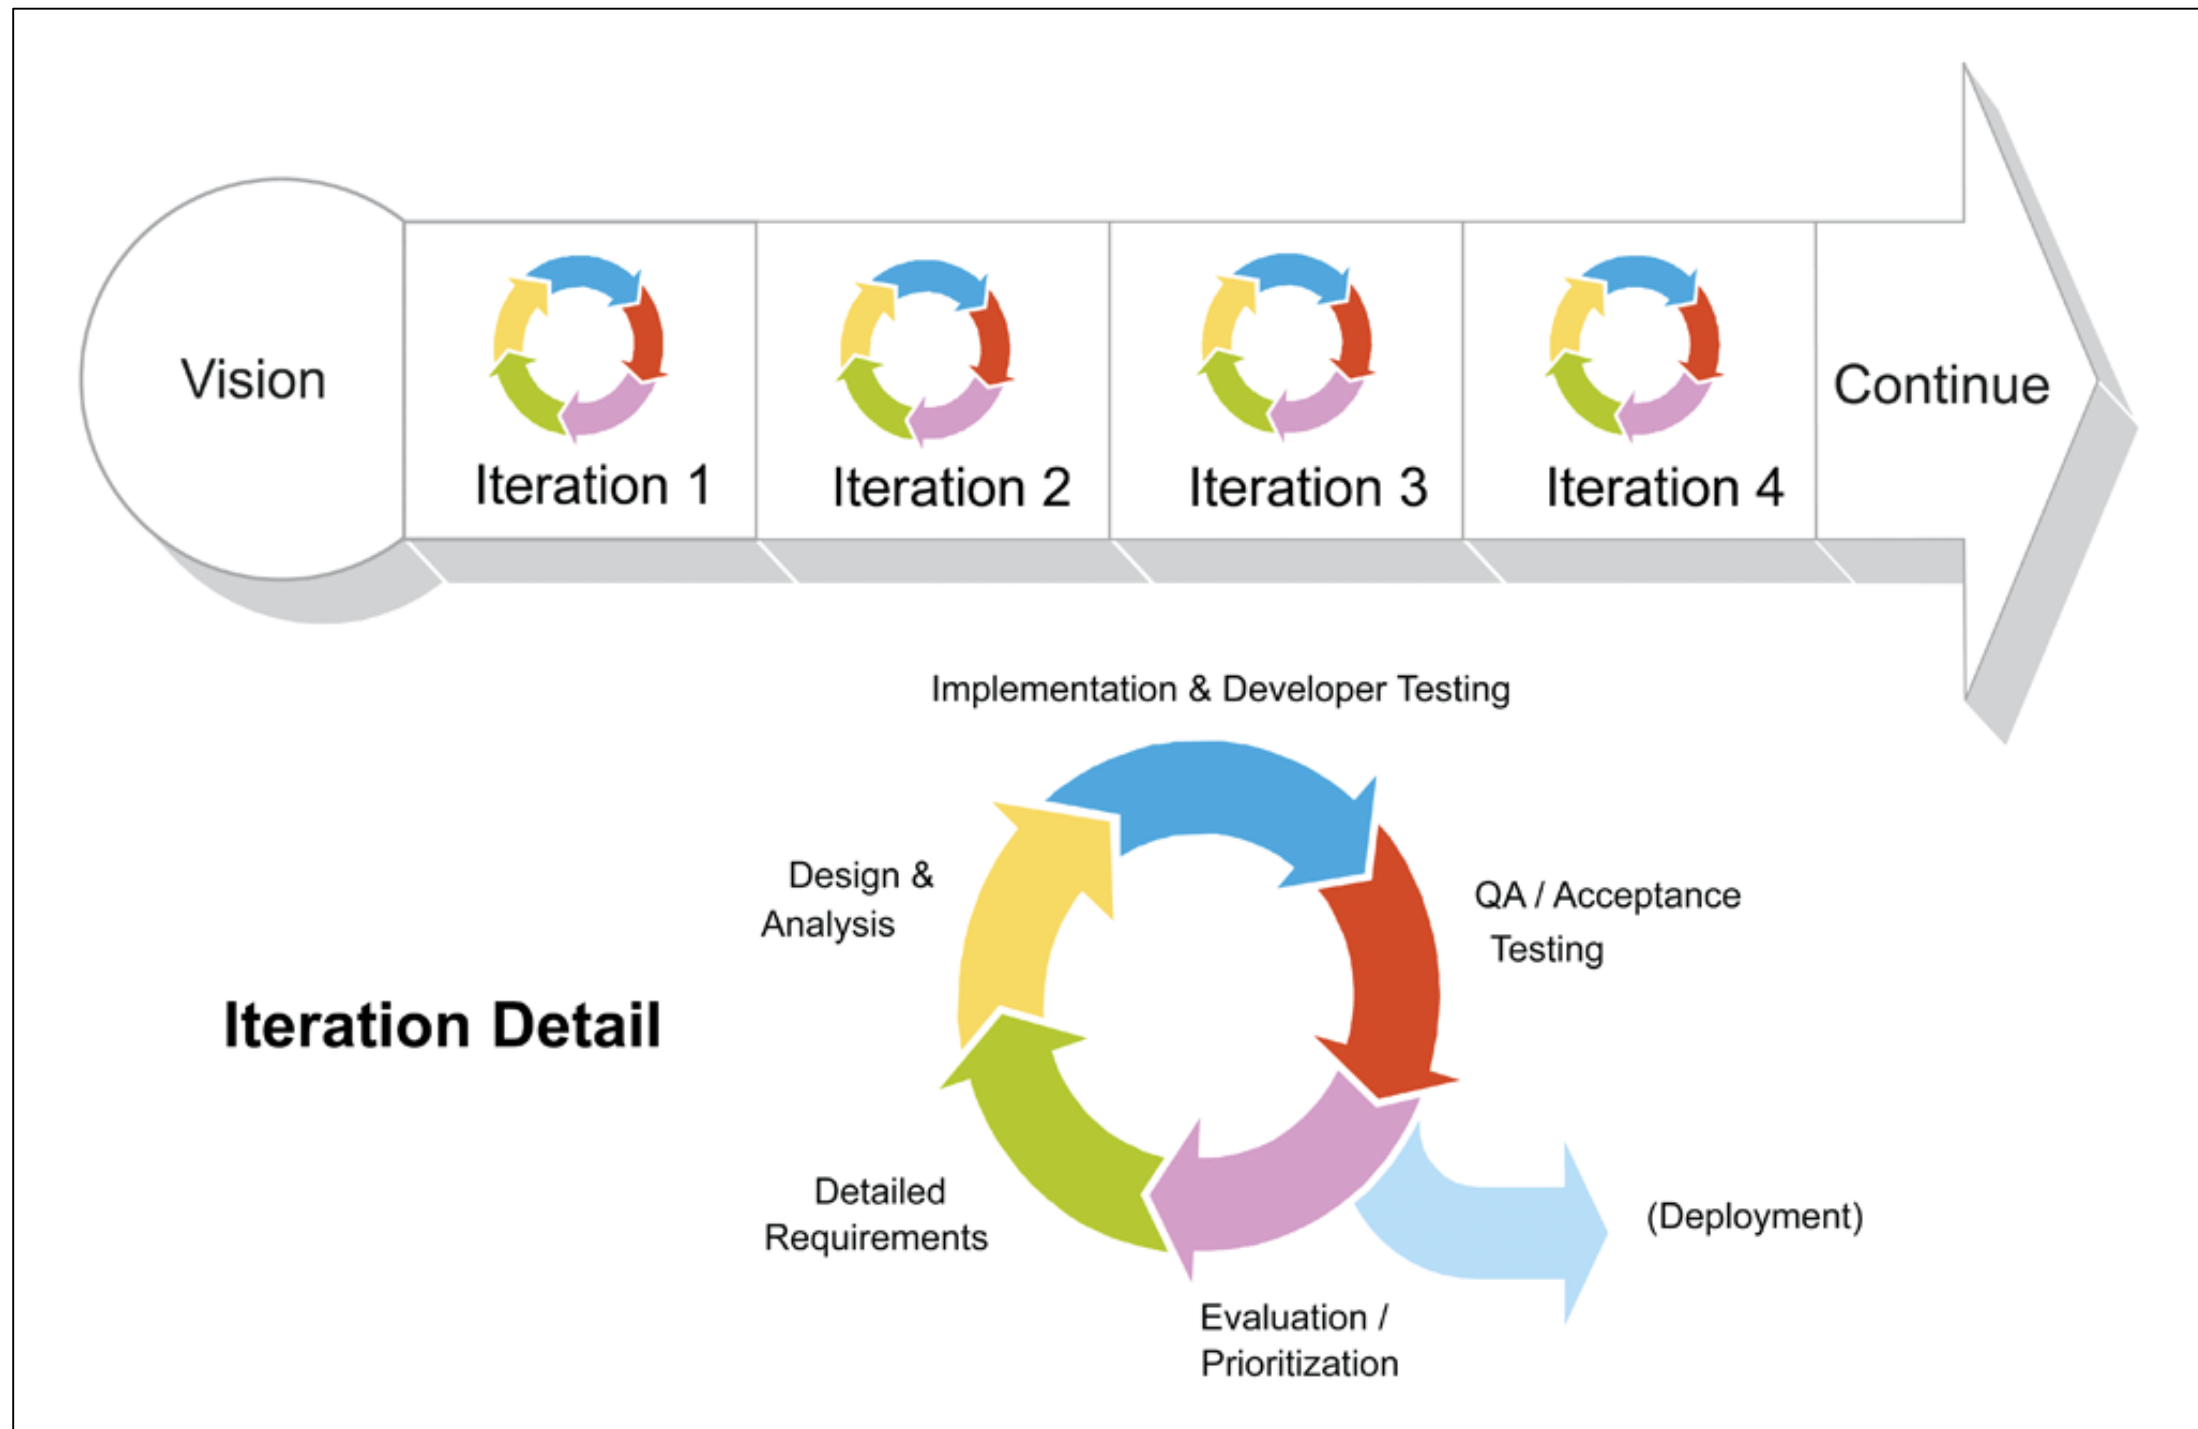 Vision
Iteration 1
Iteration 2
Iteration 3
Iteration 4
Continue
Implementation & Developer Testing
Design &
Analysis
QA / Acceptance
Testing
Iteration Detail
Detailed
Requirements
(Deployment)
Evaluation /
Prioritization